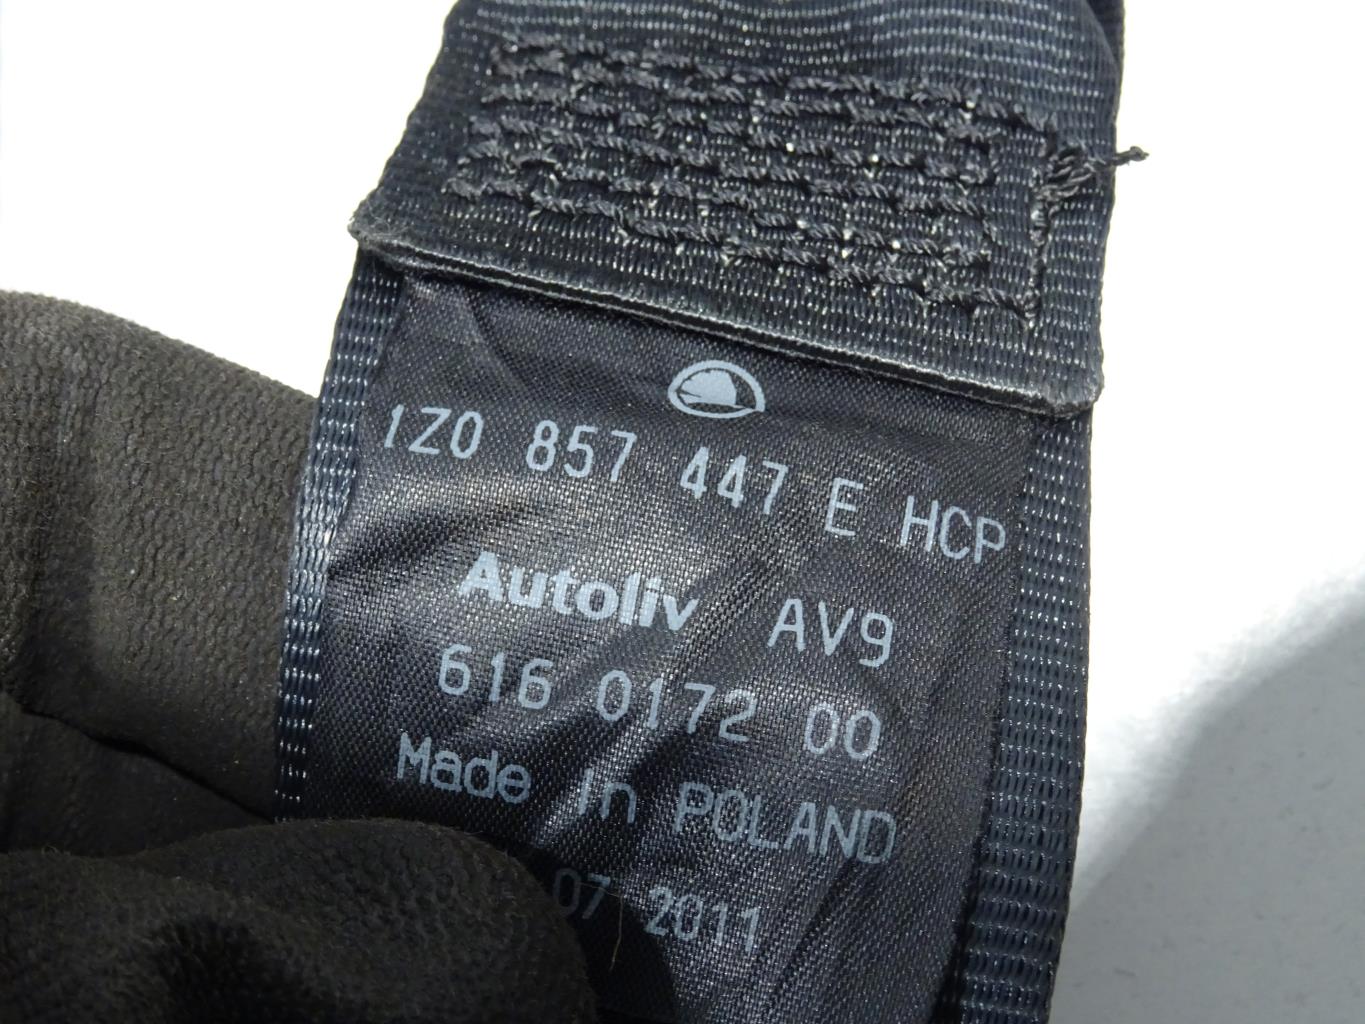 1Z0 857 447 E HCP
Autoliv AV9
616 0172 00
Made in POLAND
07 2011